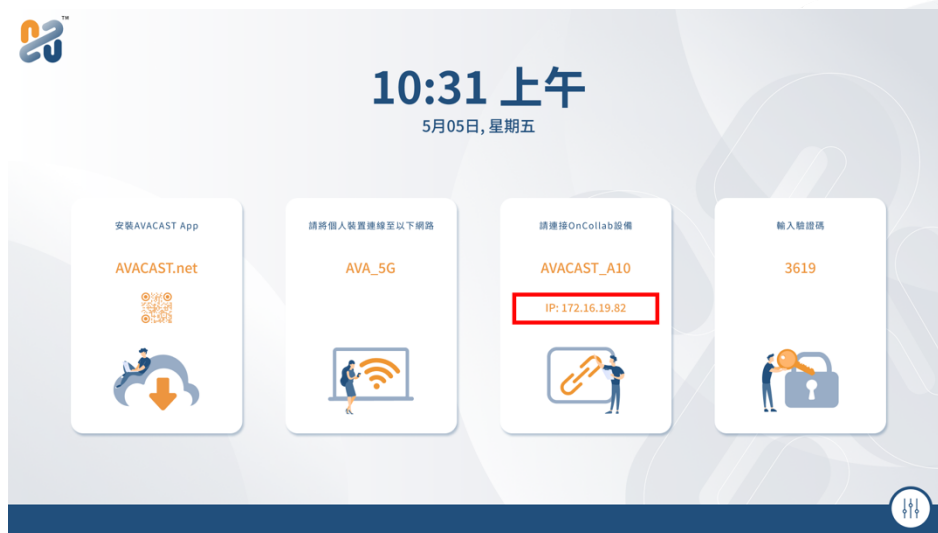 TM
10:31 上午
5月05日, 星期五
安裝AVACAST App
AVACAST.net
請將個人裝置連線至以下網路
AVA_5G
請連接OnCollab設備
AVACAST_A10
IP: 172.16.19.82
輸入驗證碼
3619